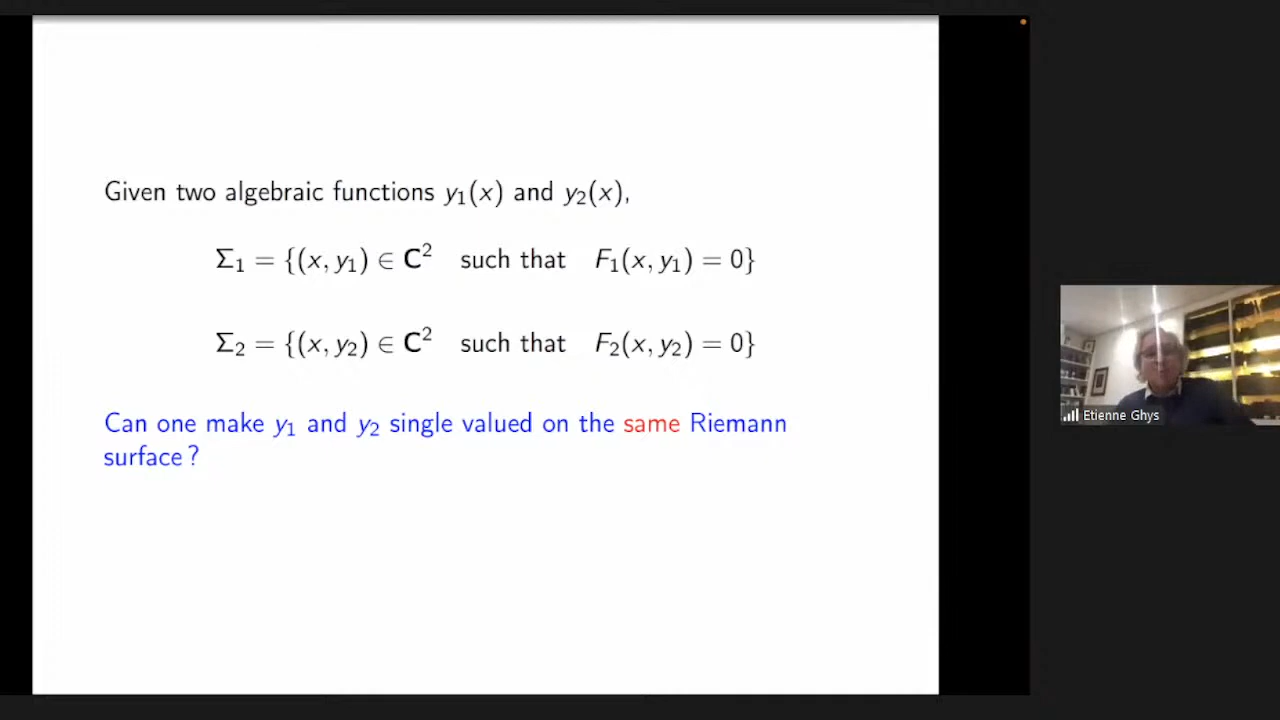 Given two algebraic functions y₁(x) and y₂(x),
Σ₁ = {(x, y₁) ∈ C² such that F₁(x, y₁) = 0}
Σ₂ = {(x, y₂) ∈ C² such that F₂(x, y₂) = 0}
Can one make y₁ and y₂ single valued on the same Riemann
surface ?
Etienne Ghys